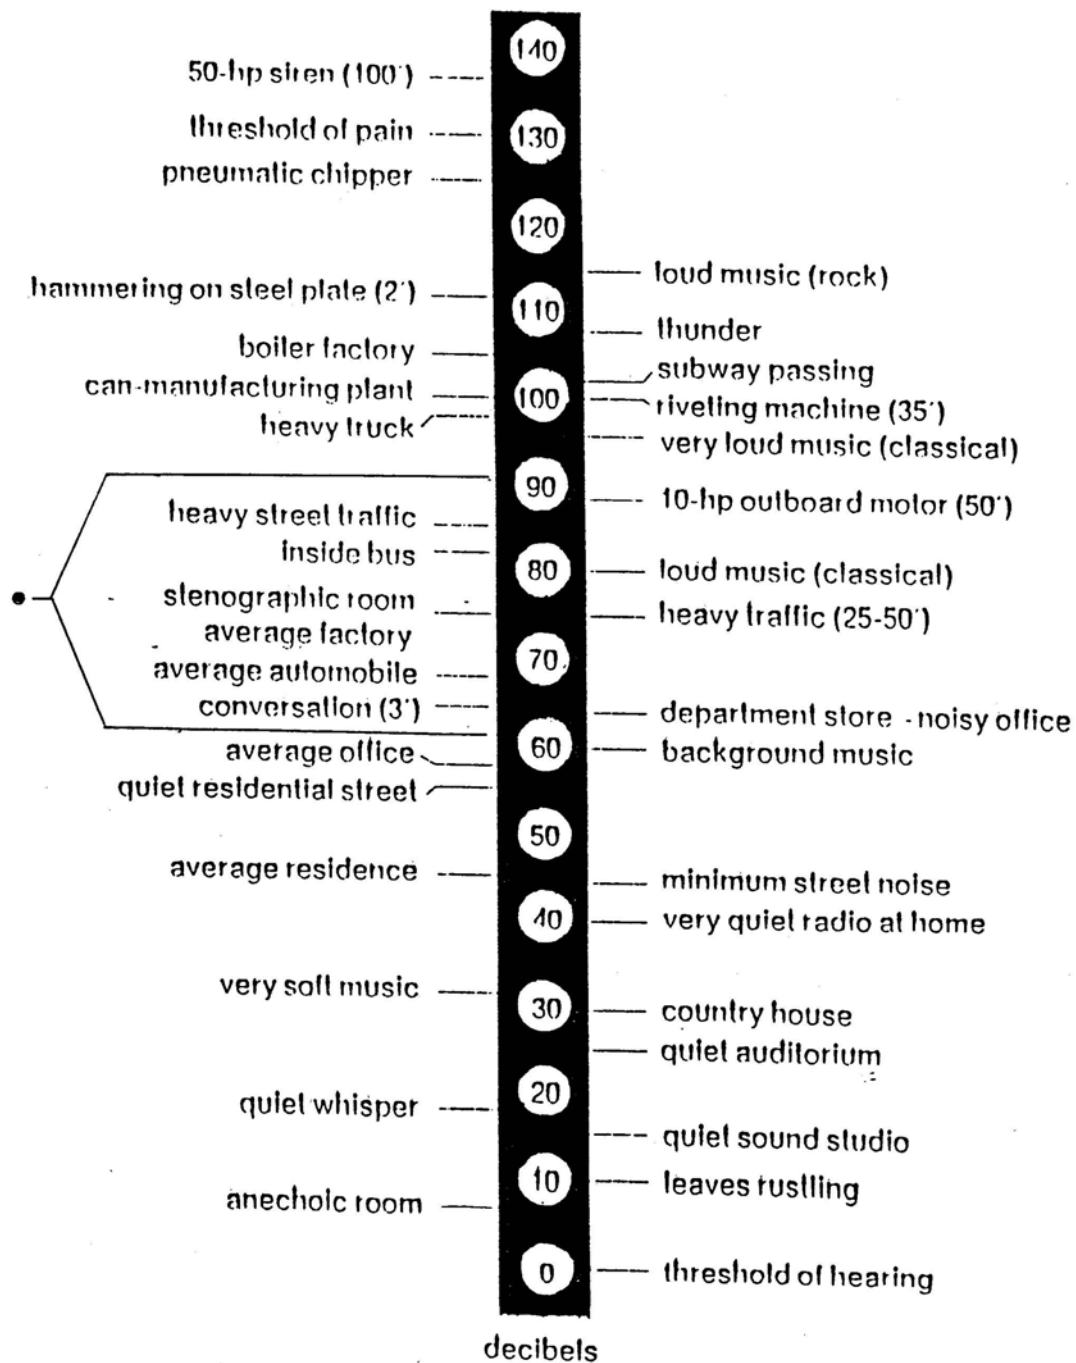 140
50-hp siren (100')
threshold of pain
130
pneumatic chipper
120
loud music (rock)
hammering on steel plate (2')
110
thunder
boiler factory
subway passing
can-manufacturing plant
100
riveting machine (35')
heavy truck
very loud music (classical)
90
10-hp outboard motor (50')
heavy street traffic
inside bus
80
loud music (classical)
stenographic room
heavy traffic (25-50')
average factory
70
average automobile
conversation (3')
department store - noisy office
60
average office
background music
quiet residential street
50
average residence
minimum street noise
40
very quiet radio at home
very soft music
30
country house
quiet auditorium
20
quiet whisper
quiet sound studio
10
leaves rustling
anechoic room
0
threshold of hearing
decibels